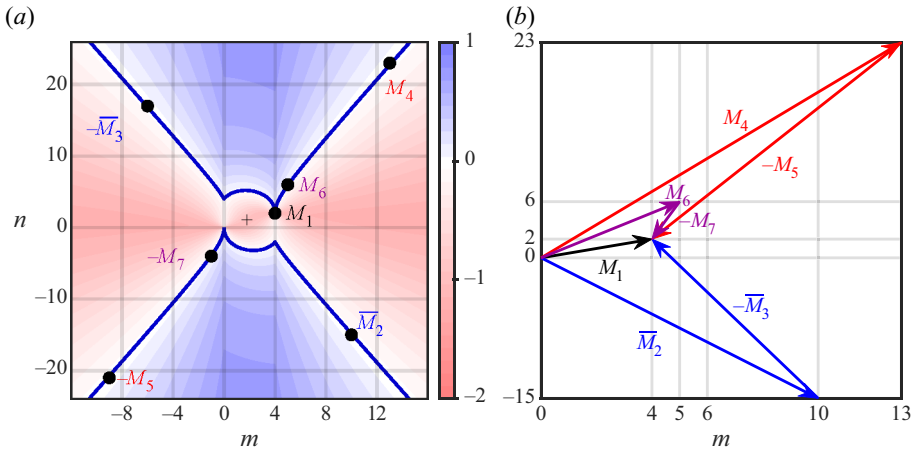 (a)
(b)
20
10
0
−10
−20
n
−8
−4
0
4
8
12
m
1
0
−1
−2
–M̅₃
M₄
M₆
M₁
–M₇
M̅₂
–M₅
23
6
2
0
−15
0
4
5
6
10
13
m
M₄
–M₅
M₆
–M₇
M₁
–M̅₃
M̅₂